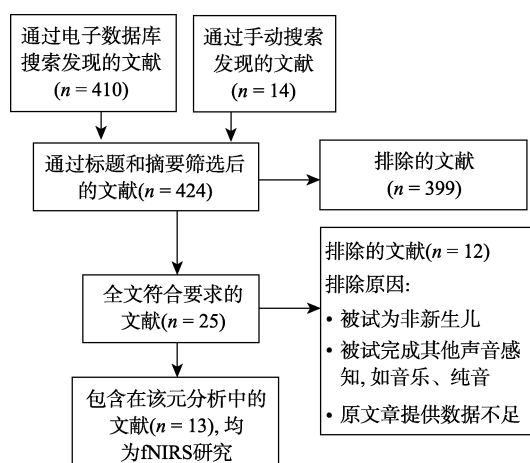 通过电子数据库
搜索发现的文献
(n = 410)
通过手动搜索
发现的文献
(n = 14)
通过标题和摘要筛选后
的文献(n = 424)
排除的文献
(n = 399)
全文符合要求的
文献(n = 25)
排除的文献(n = 12)
排除原因:
• 被试为非新生儿
• 被试完成其他声音感
知, 如音乐、纯音
• 原文章提供数据不足
包含在该元分析中的
文献(n = 13), 均
为fNIRS研究